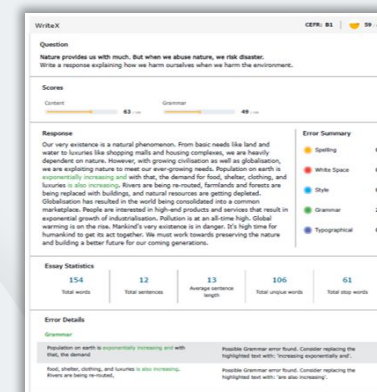 WriteX
CEFR: B1
59
Question
Nature provides us with much. But when we abuse nature, we risk disaster.
Write a response explaining how we harm ourselves when we harm the environment.
Scores
Content
Grammar
63
49
Response
Error Summary
Our very existence is a natural phenomenon. From basic needs like land and
water to luxuries like shopping malls and housing complexes, we are heavily
dependent on nature. However, with growing civilisation as well as globalisation,
we are exploiting nature to meet our ever-growing needs. Population on earth is
exponentially increasing and with that, the demand for food, shelter, clothing, and
luxuries is also increasing. Rivers are being re-routed, farmlands and forests are
being replaced with buildings, and natural resources are getting depleted.
Globalisation has resulted in the world being consolidated into a common
marketplace. People are interested in high-end products and services that result in
exponential growth of industrialisation. Pollution is at an all-time high. Global
warming is on the rise. Mankind's very existence is in danger. It's high time for
humankind to get its act together. We must work towards preserving the nature
and building a better future for our coming generations.
Spelling
White Space
Style
Grammar
Typographical
Essay Statistics
154
12
13
106
61
Total words
Total sentences
Average sentence
length
Total unique words
Total stop words
Error Details
Grammar
Population on earth is exponentially increasing and with
that, the demand
Possible Grammar error found. Consider replacing the
highlighted text with: 'increasing exponentially and'.
food, shelter, clothing, and luxuries is also increasing.
Rivers are being re-routed,
Possible Grammar error found. Consider replacing the
highlighted text with: 'are also increasing'.